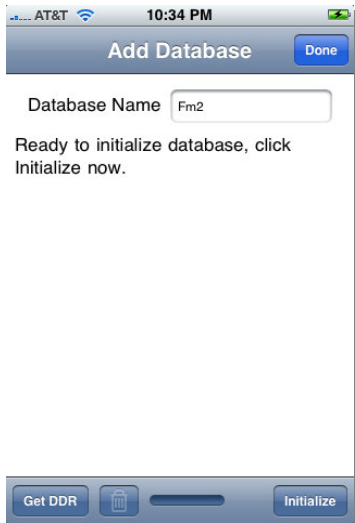 AT&T 10:34 PM
Add Database Done
Database Name Fm2
Ready to initialize database, click
Initialize now.
Get DDR Initialize